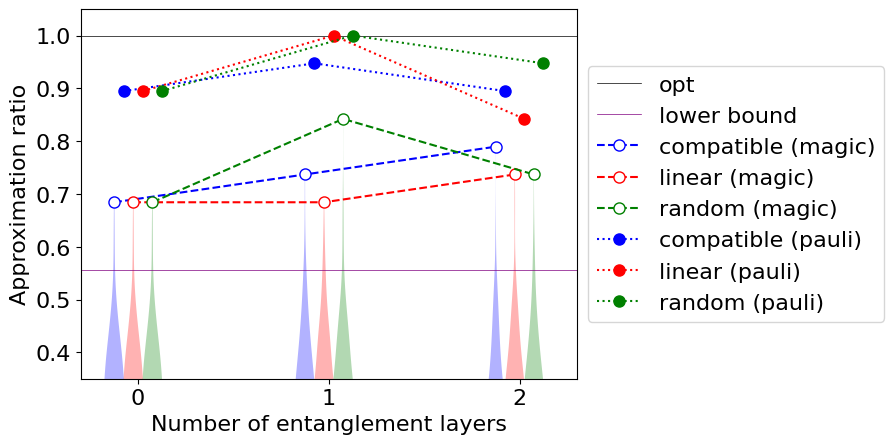 Approximation ratio
1.0
0.9
0.8
0.7
0.6
0.5
0.4
0
1
2
Number of entanglement layers
opt
lower bound
compatible (magic)
linear (magic)
random (magic)
compatible (pauli)
linear (pauli)
random (pauli)